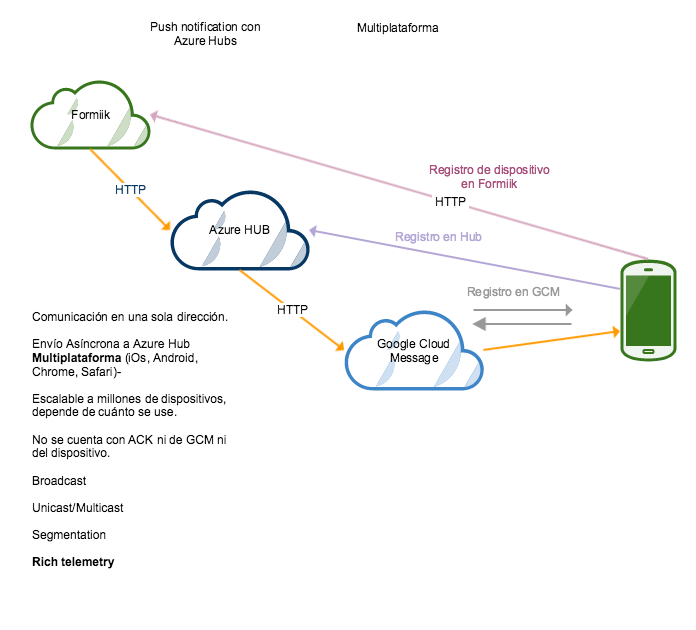 Push notification con
Azure Hubs
Multiplataforma
Formiik
Registro de dispositivo
en Formiik
HTTP
HTTP
Azure HUB
Registro en Hub
Registro en GCM
HTTP
Google Cloud
Message
Comunicación en una sola dirección.
Envío Asíncrona a Azure Hub
Multiplataforma (iOs, Android,
Chrome, Safari)-
Escalable a millones de dispositivos,
depende de cuánto se use.
No se cuenta con ACK ni de GCM ni
del dispositivo.
Broadcast
Unicast/Multicast
Segmentation
Rich telemetry